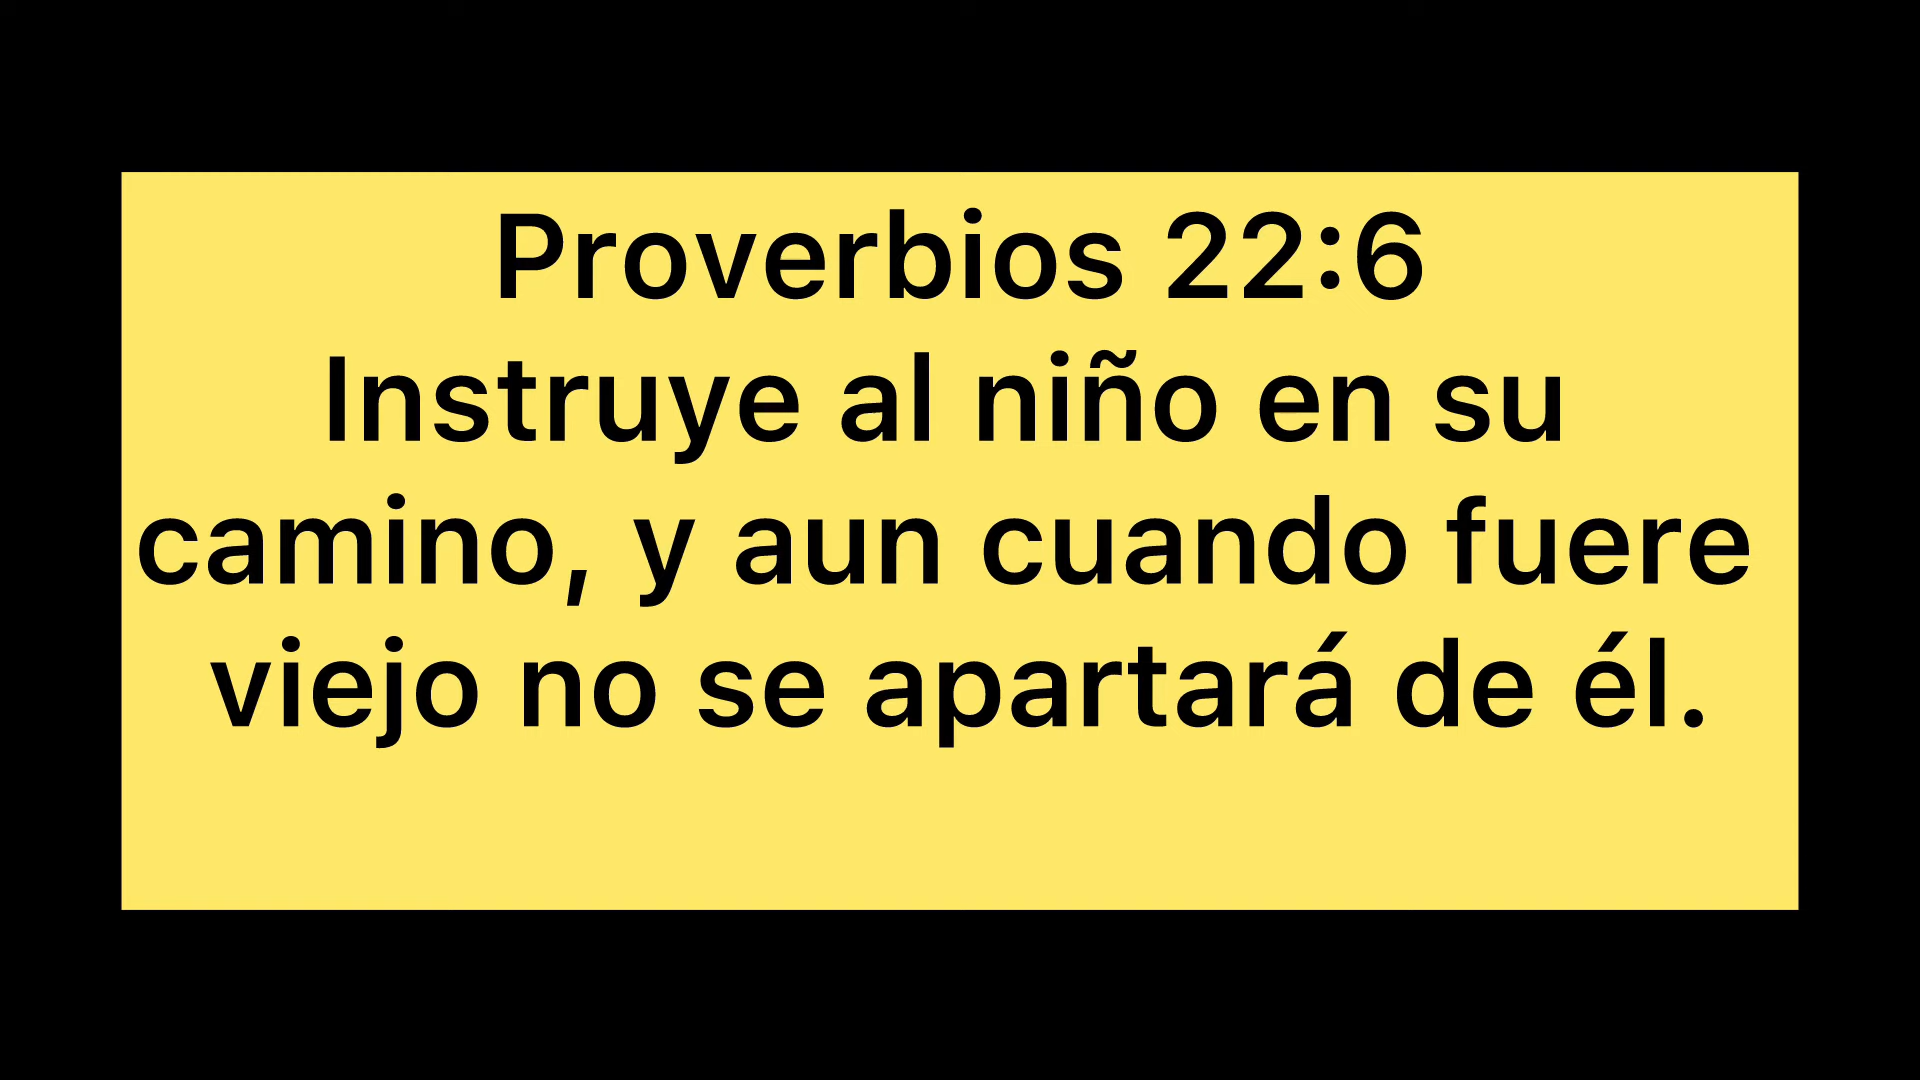 Proverbios 22:6
Instruye al niño en su
camino, y aun cuando fuere
viejo no se apartará de él.